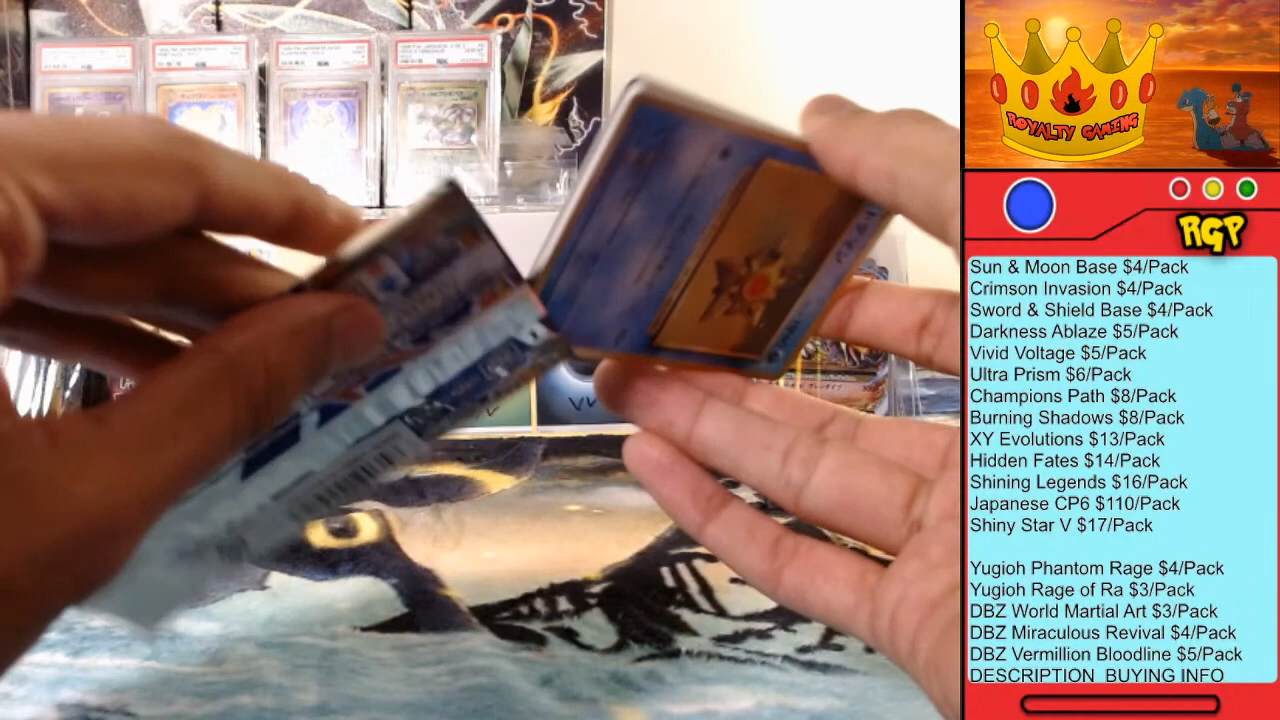 ROYALTY GAMING
RGP
Sun & Moon Base $4/Pack
Crimson Invasion $4/Pack
Sword & Shield Base $4/Pack
Darkness Ablaze $5/Pack
Vivid Voltage $5/Pack
Ultra Prism $6/Pack
Champions Path $8/Pack
Burning Shadows $8/Pack
XY Evolutions $13/Pack
Hidden Fates $14/Pack
Shining Legends $16/Pack
Japanese CP6 $110/Pack
Shiny Star V $17/Pack
Yugioh Phantom Rage $4/Pack
Yugioh Rage of Ra $3/Pack
DBZ World Martial Art $3/Pack
DBZ Miraculous Revival $4/Pack
DBZ Vermillion Bloodline $5/Pack
DESCRIPTION BUYING INFO